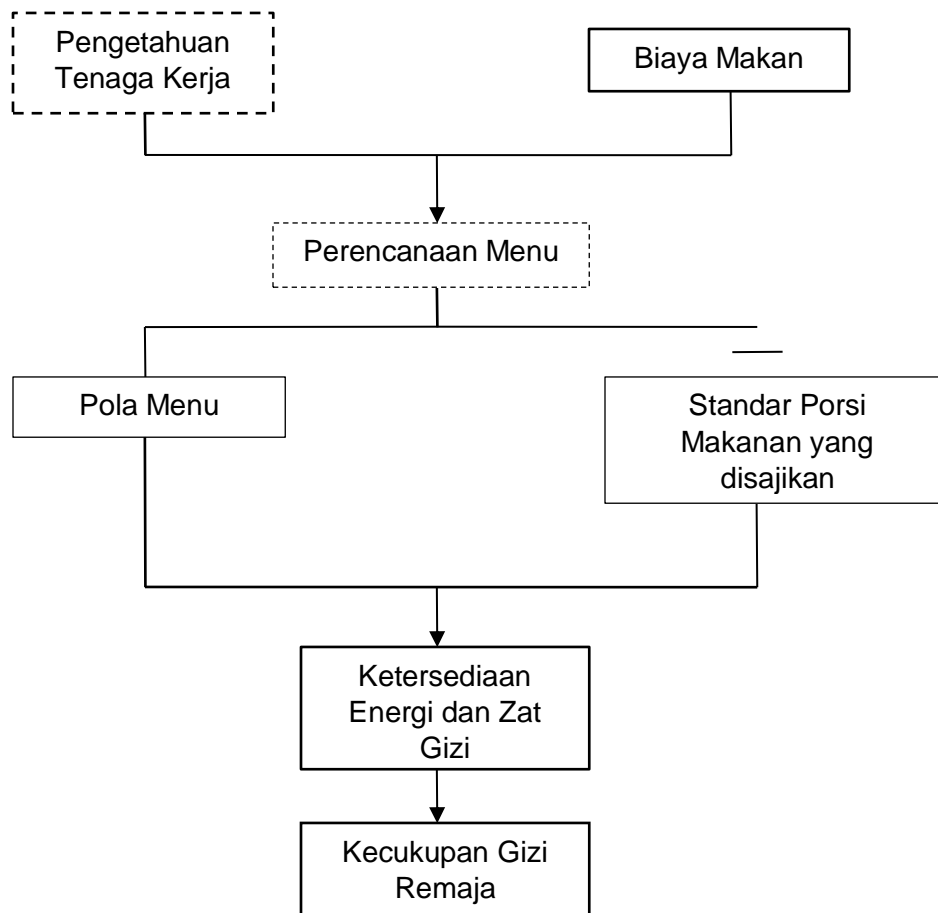 Pengetahuan
Tenaga Kerja
Biaya Makan
Perencanaan Menu
Pola Menu
Standar Porsi
Makanan yang
disajikan
Ketersediaan
Energi dan Zat
Gizi
Kecukupan Gizi
Remaja